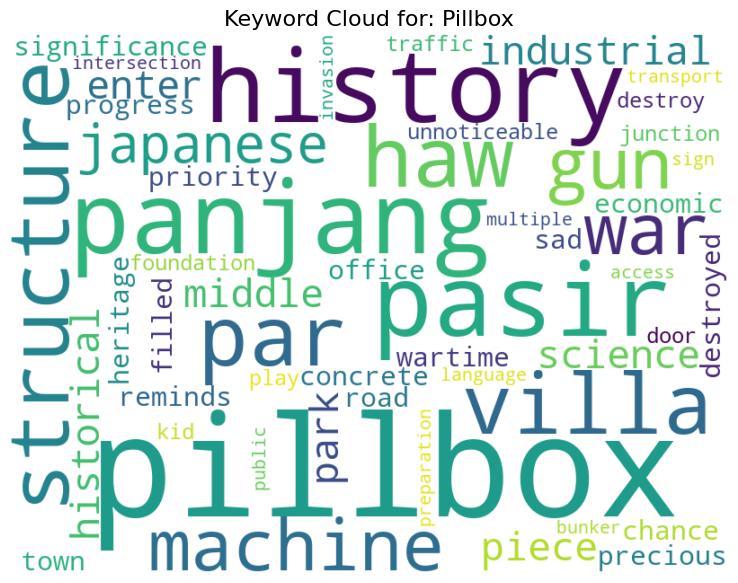 Keyword Cloud for: Pillbox
significance
invasion
traffic
industrial
intersection
history
transport
enter
progress
destroy
structure
japanese
haw
unnoticeable
junction
gun
sign
priority
panjang
economic
multiple
war
sad
foundation
office
pasir
access
heritage
filled
middle
par
door
destroyed
historical
wartime
science
play
concrete
language
reminds
park
road
villa
kid
pillbox
public
preparation
machine
piece
bunker
chance
town
precious